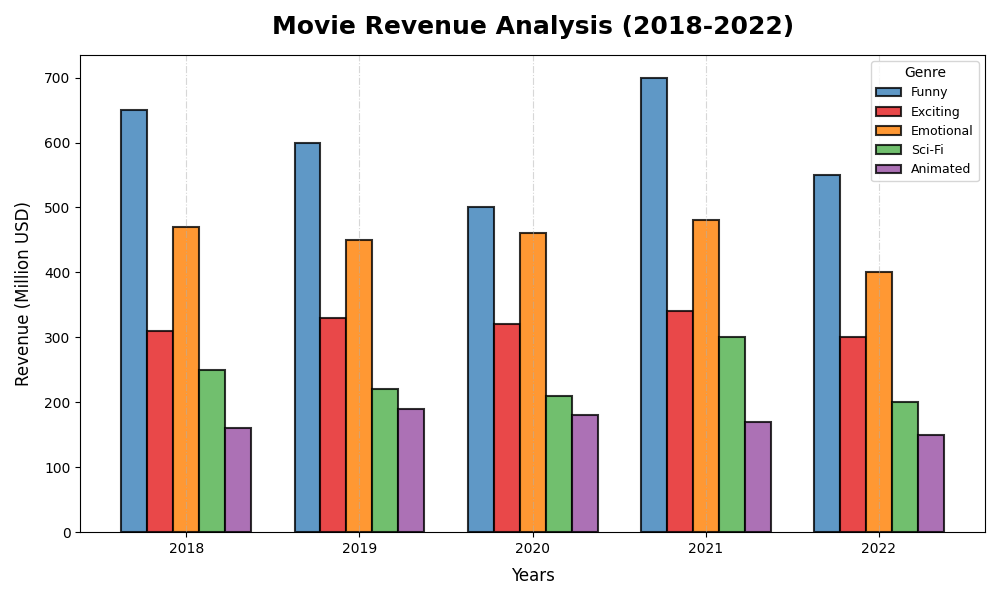 Movie Revenue Analysis (2018-2022)
Revenue (Million USD)
700
600
500
400
300
200
100
0
Genre
Funny
Exciting
Emotional
Sci-Fi
Animated
2018 2019 2020 2021 2022
Years